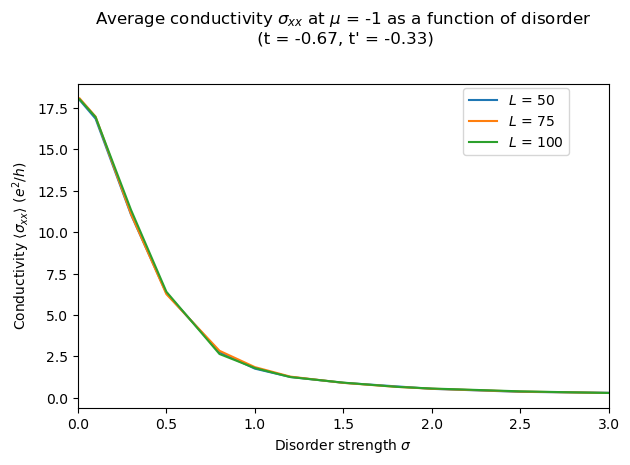 Average conductivity σxx at μ = -1 as a function of disorder
(t = -0.67, t' = -0.33)
17.5
15.0
12.5
10.0
7.5
5.0
2.5
0.0
Conductivity ⟨σxx⟩ (e²/h)
L = 50
L = 75
L = 100
0.0 0.5 1.0 1.5 2.0 2.5 3.0
Disorder strength σ